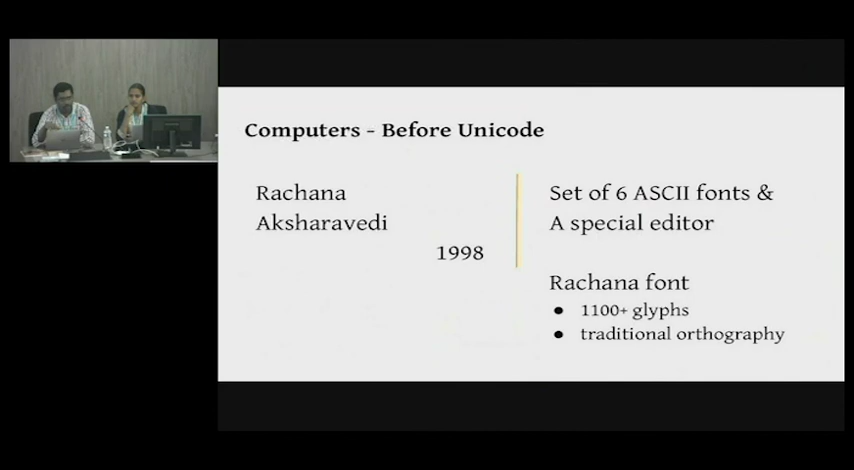 Computers - Before Unicode
Rachana
Aksharavedi
1998
Set of 6 ASCII fonts &
A special editor
Rachana font
● 1100+ glyphs
● traditional orthography